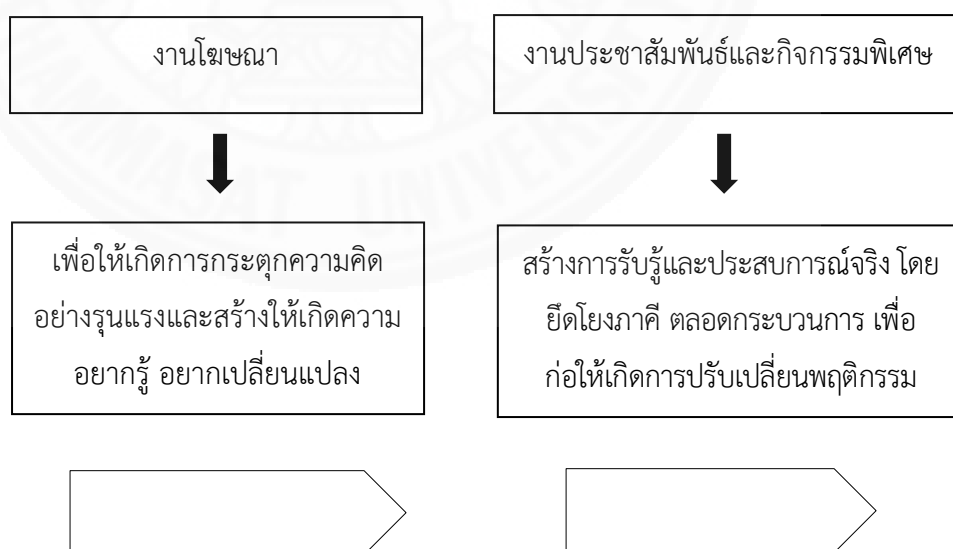 งานโฆษณา
งานประชาสัมพันธ์และกิจกรรมพิเศษ
เพื่อให้เกิดการกระตุกความคิด
อย่างรุนแรงและสร้างให้เกิดความ
อยากรู้ อยากเปลี่ยนแปลง
สร้างการรับรู้และประสบการณ์จริง โดย
ยึดโยงภาคี ตลอดกระบวนการ เพื่อ
ก่อให้เกิดการปรับเปลี่ยนพฤติกรรม
THAMMASAT UNIVERSITY